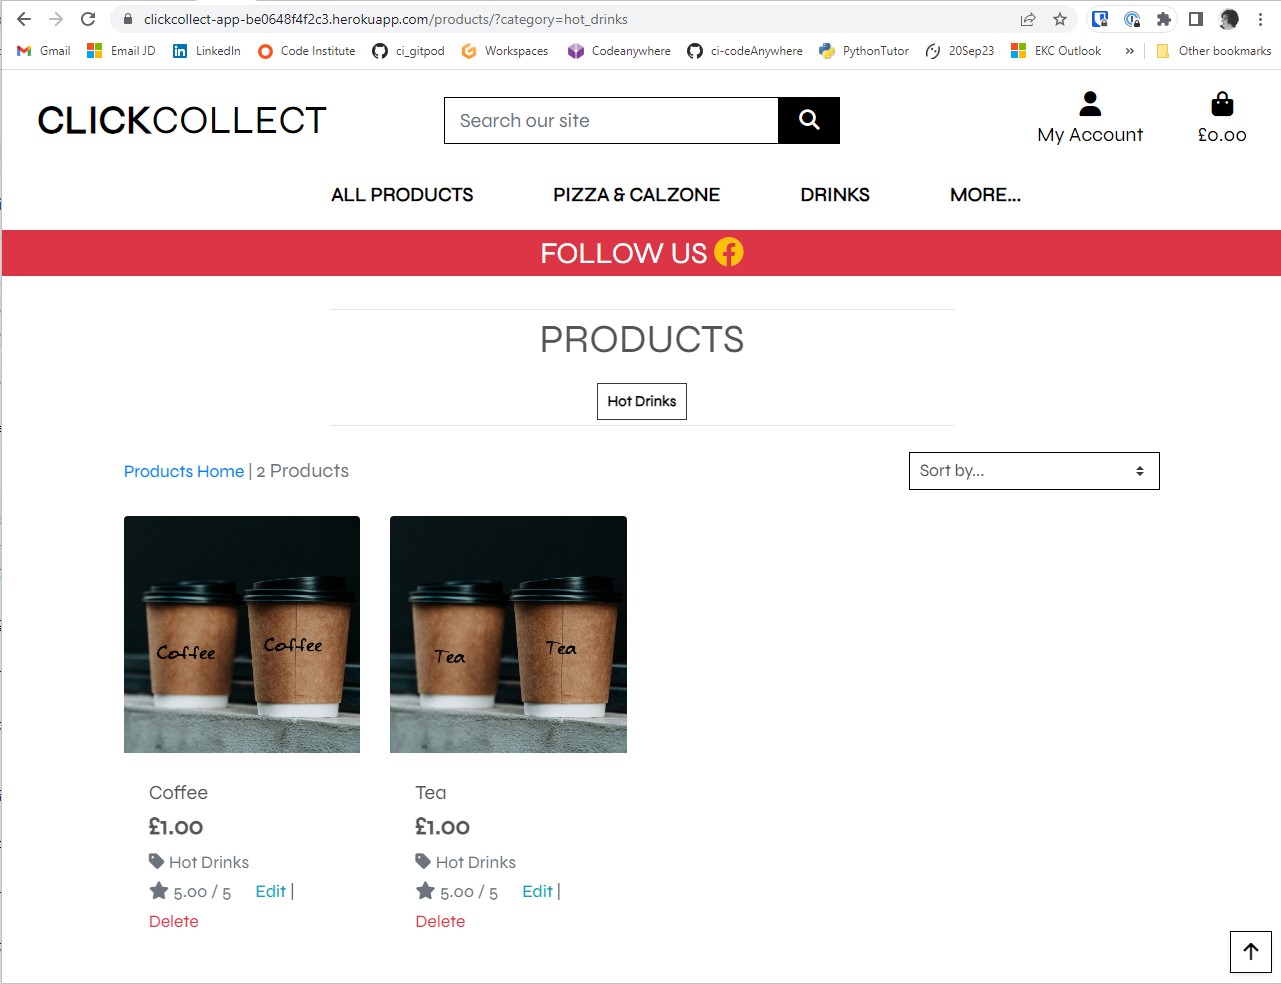 clickcollect-app-be0648f4f2c3.herokuapp.com/products/?category=hot_drinks
Gmail Email JD LinkedIn Code Institute ci_gitpod Workspaces Codeanywhere ci-codeAnywhere PythonTutor 20Sep23 EKC Outlook » Other bookmarks
CLICKCOLLECT
Search our site
My Account
£0.00
ALL PRODUCTS PIZZA & CALZONE DRINKS MORE...
FOLLOW US
PRODUCTS
Hot Drinks
Products Home | 2 Products
Sort by...
Coffee Coffee
Tea Tea
Coffee
£1.00
Hot Drinks
5.00 / 5 Edit |
Delete
Tea
£1.00
Hot Drinks
5.00 / 5 Edit |
Delete